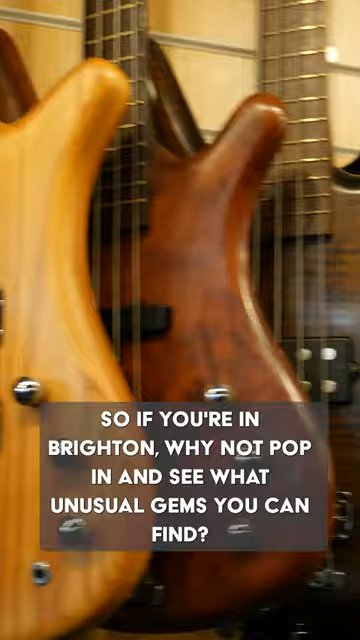 SO IF YOU'RE IN
BRIGHTON, WHY NOT POP
IN AND SEE WHAT
UNUSUAL GEMS YOU CAN
FIND?